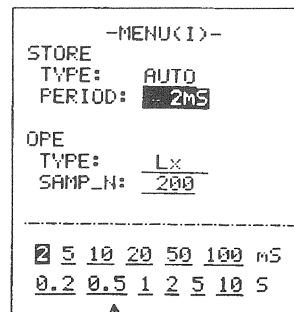 -MENU(I)-
STORE
TYPE: AUTO
PERIOD: 2mS
OPE
TYPE: Lx
SAMP_N: 200
2 5 10 20 50 100 mS
0.2 0.5 1 2 5 10 S